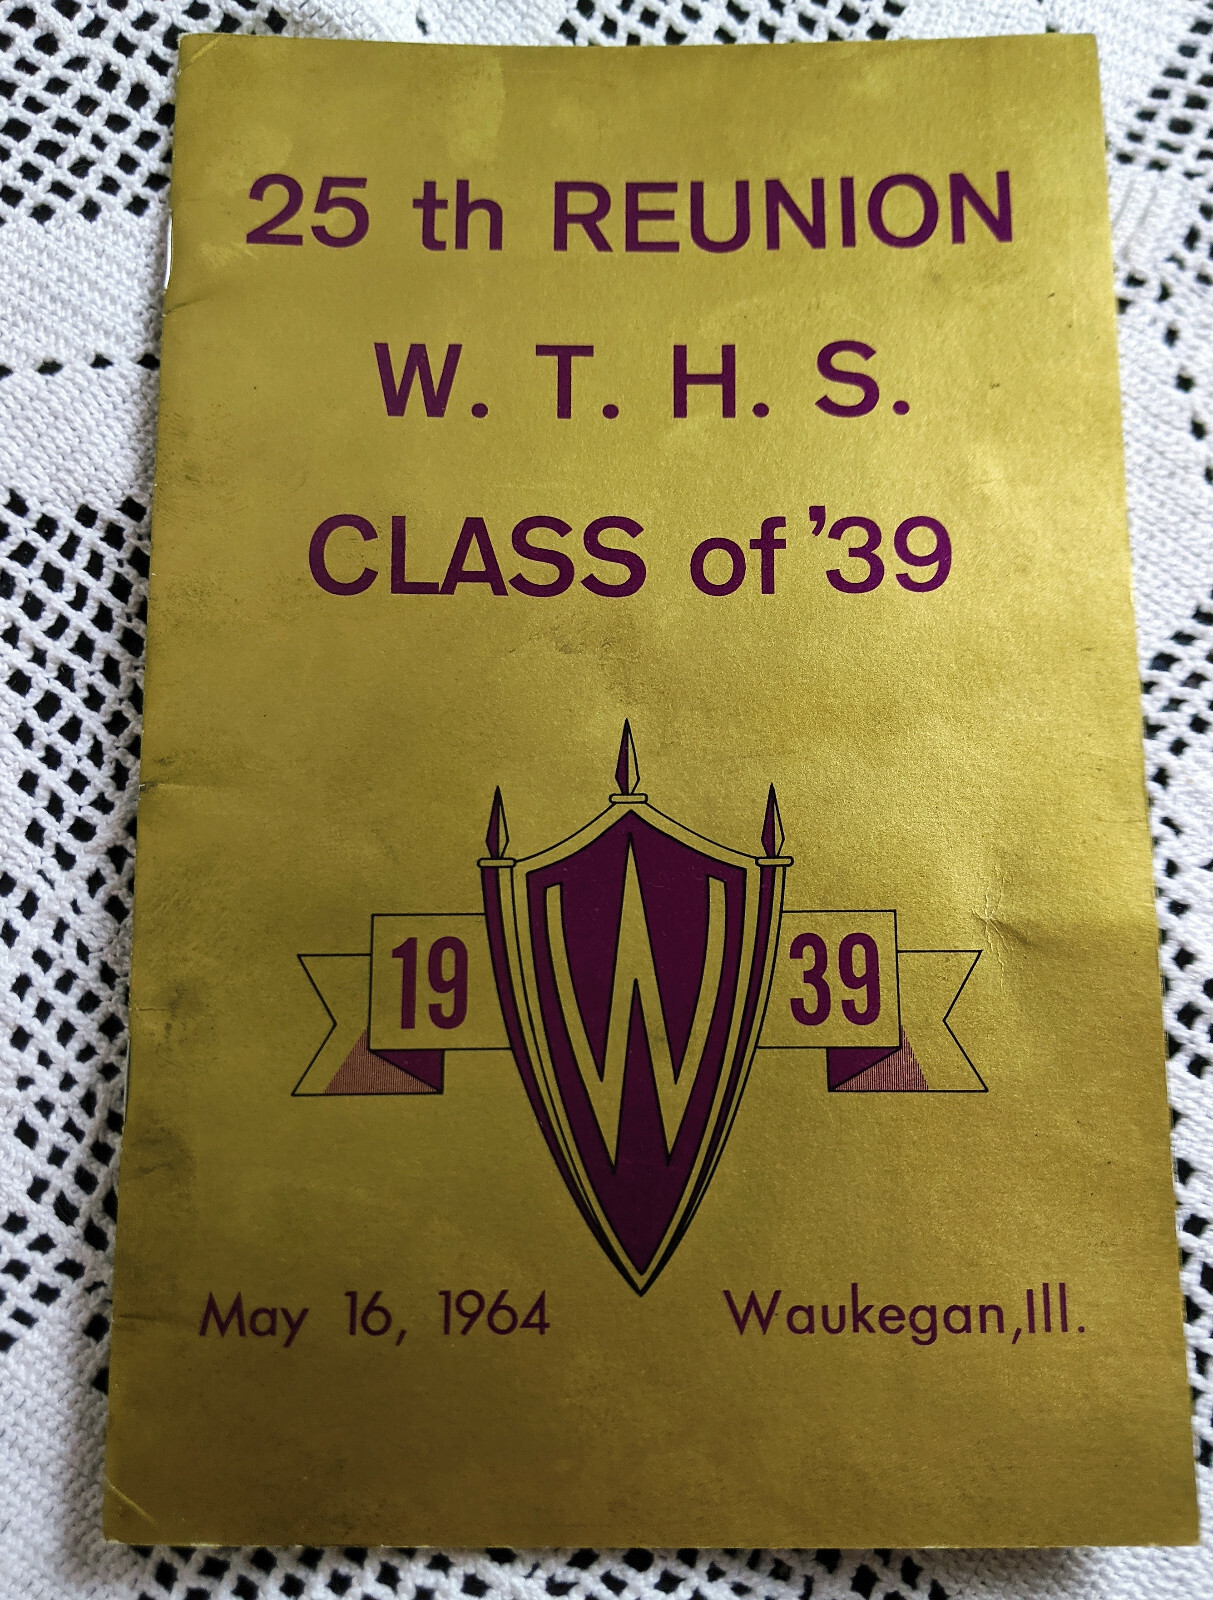 25 th REUNION
W. T. H. S.
CLASS of '39
19 W 39
May 16, 1964 Waukegan, Ill.